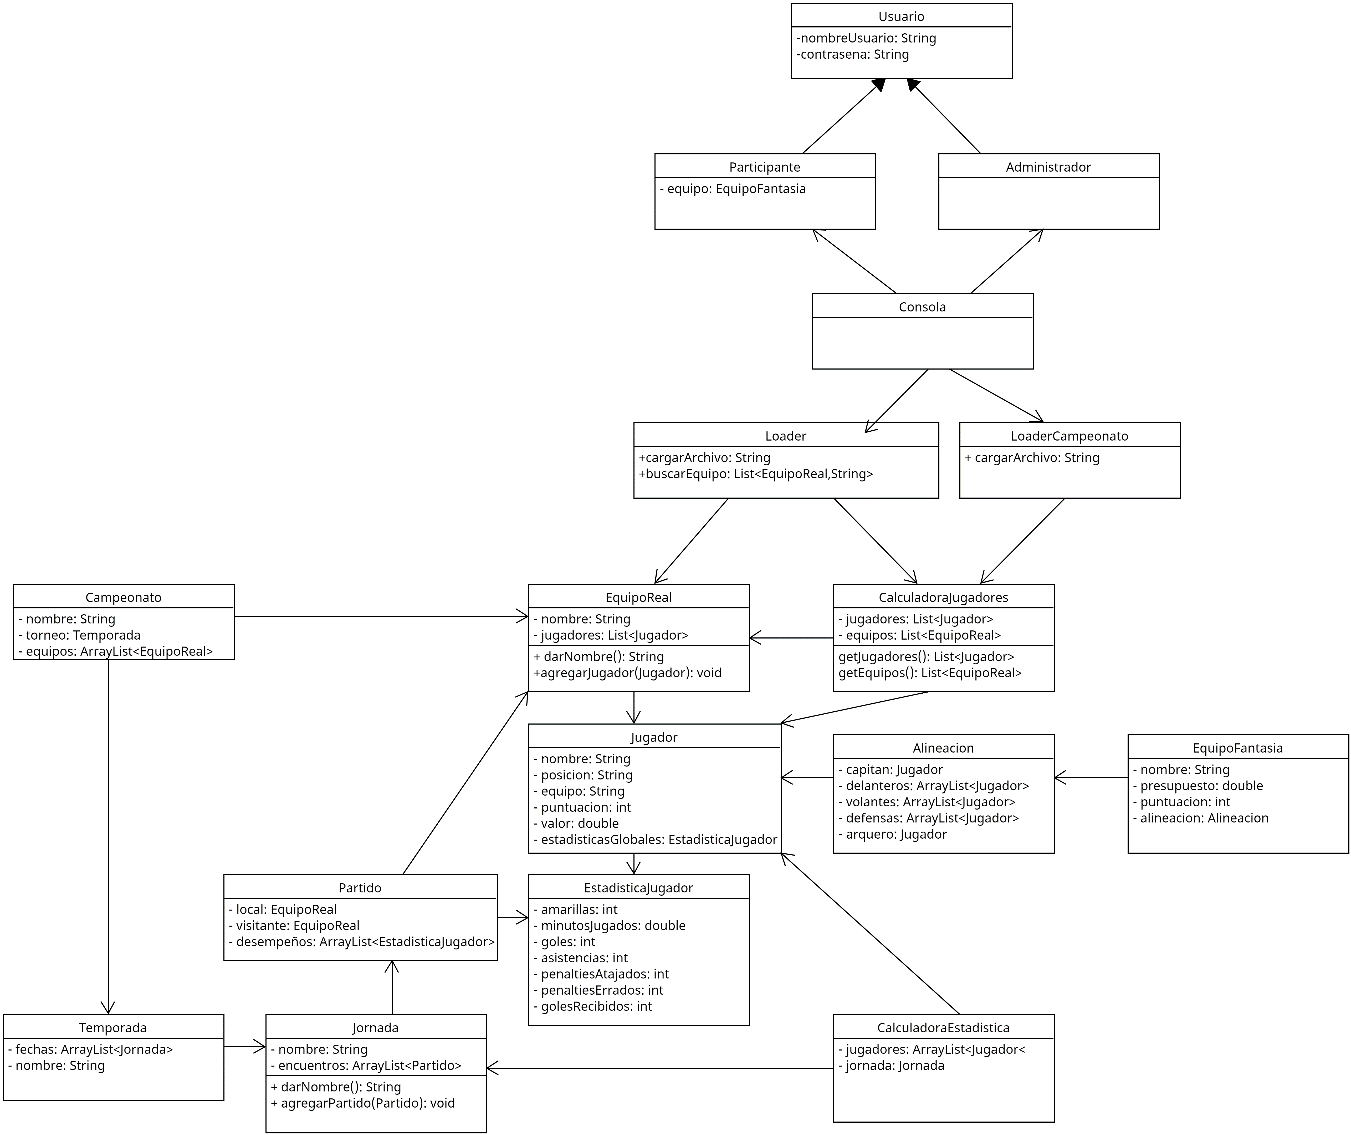 Usuario
-nombreUsuario: String
-contrasena: String
Participante
- equipo: EquipoFantasia
Administrador
Consola
Loader
+cargarArchivo: String
+buscarEquipo: List<EquipoReal,String>
LoaderCampeonato
+ cargarArchivo: String
Campeonato
- nombre: String
- torneo: Temporada
- equipos: ArrayList<EquipoReal>
EquipoReal
- nombre: String
- jugadores: List<Jugador>
+ darNombre(): String
+agregarJugador(Jugador): void
CalculadoraJugadores
- jugadores: List<Jugador>
- equipos: List<EquipoReal>
getJugadores(): List<Jugador>
getEquipos(): List<EquipoReal>
Jugador
- nombre: String
- posicion: String
- equipo: String
- puntuacion: int
- valor: double
- estadisticasGlobales: EstadisticaJugador
Alineacion
- capitan: Jugador
- delanteros: ArrayList<Jugador>
- volantes: ArrayList<Jugador>
- defensas: ArrayList<Jugador>
- arquero: Jugador
EquipoFantasia
- nombre: String
- presupuesto: double
- puntuacion: int
- alineacion: Alineacion
Partido
- local: EquipoReal
- visitante: EquipoReal
- desempeños: ArrayList<EstadisticaJugador>
EstadisticaJugador
- amarillas: int
- minutosJugados: double
- goles: int
- asistencias: int
- penaltiesAtajados: int
- penaltiesErrados: int
- golesRecibidos: int
Temporada
- fechas: ArrayList<Jornada>
- nombre: String
Jornada
- nombre: String
- encuentros: ArrayList<Partido>
+ darNombre(): String
+ agregarPartido(Partido): void
CalculadoraEstadistica
- jugadores: ArrayList<Jugador<
- jornada: Jornada